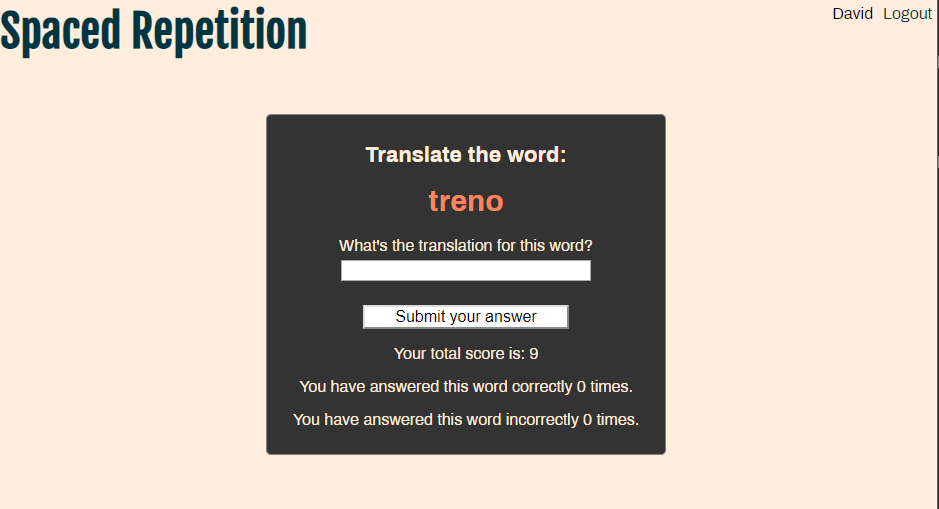 Spaced Repetition
David Logout
Translate the word:
treno
What's the translation for this word?
Submit your answer
Your total score is: 9
You have answered this word correctly 0 times.
You have answered this word incorrectly 0 times.